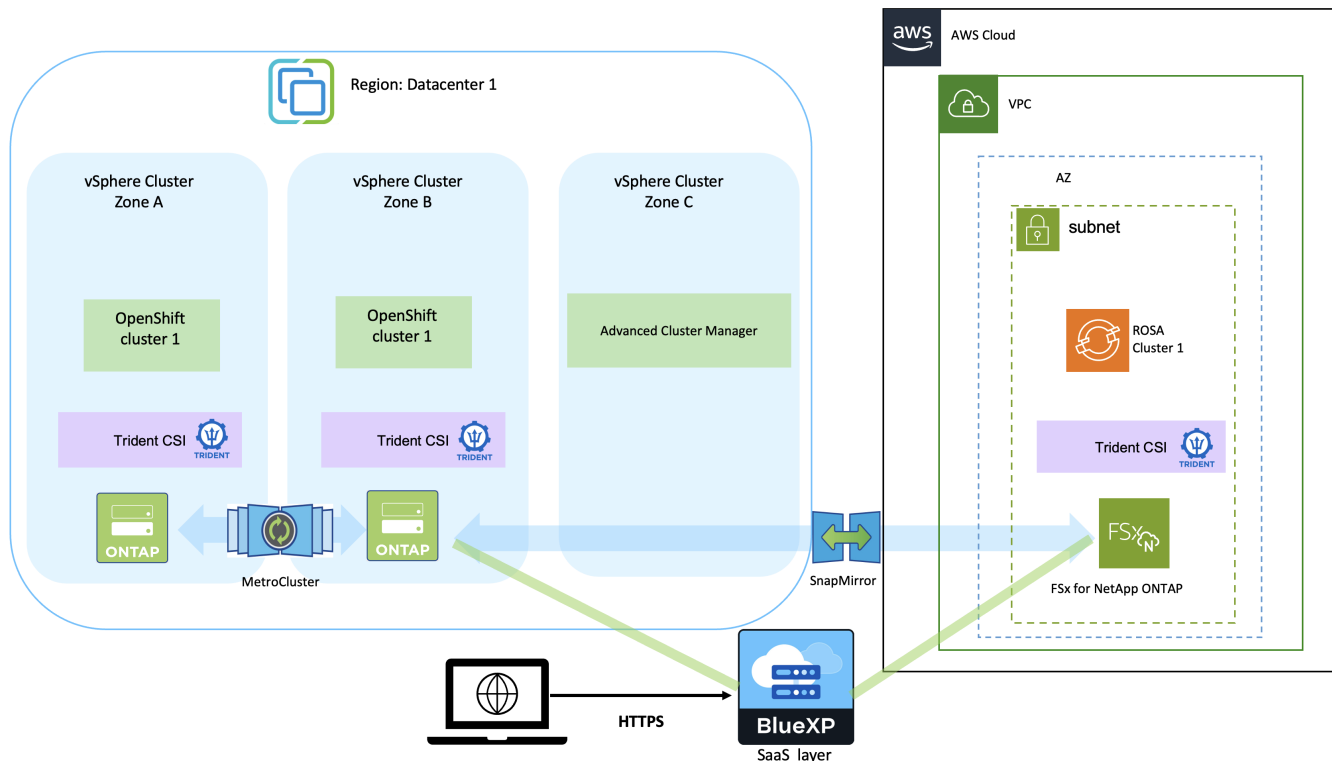 aws
AWS Cloud
Region: Datacenter 1
VPC
vSphere Cluster
Zone A
vSphere Cluster
Zone B
vSphere Cluster
Zone C
AZ
subnet
OpenShift
cluster 1
OpenShift
cluster 1
Advanced Cluster Manager
ROSA
Cluster 1
Trident CSI
TRIDENT
Trident CSI
TRIDENT
Trident CSI
TRIDENT
ONTAP
ONTAP
FSx
N
MetroCluster
SnapMirror
FSx for NetApp ONTAP
HTTPS
BlueXP
SaaS layer